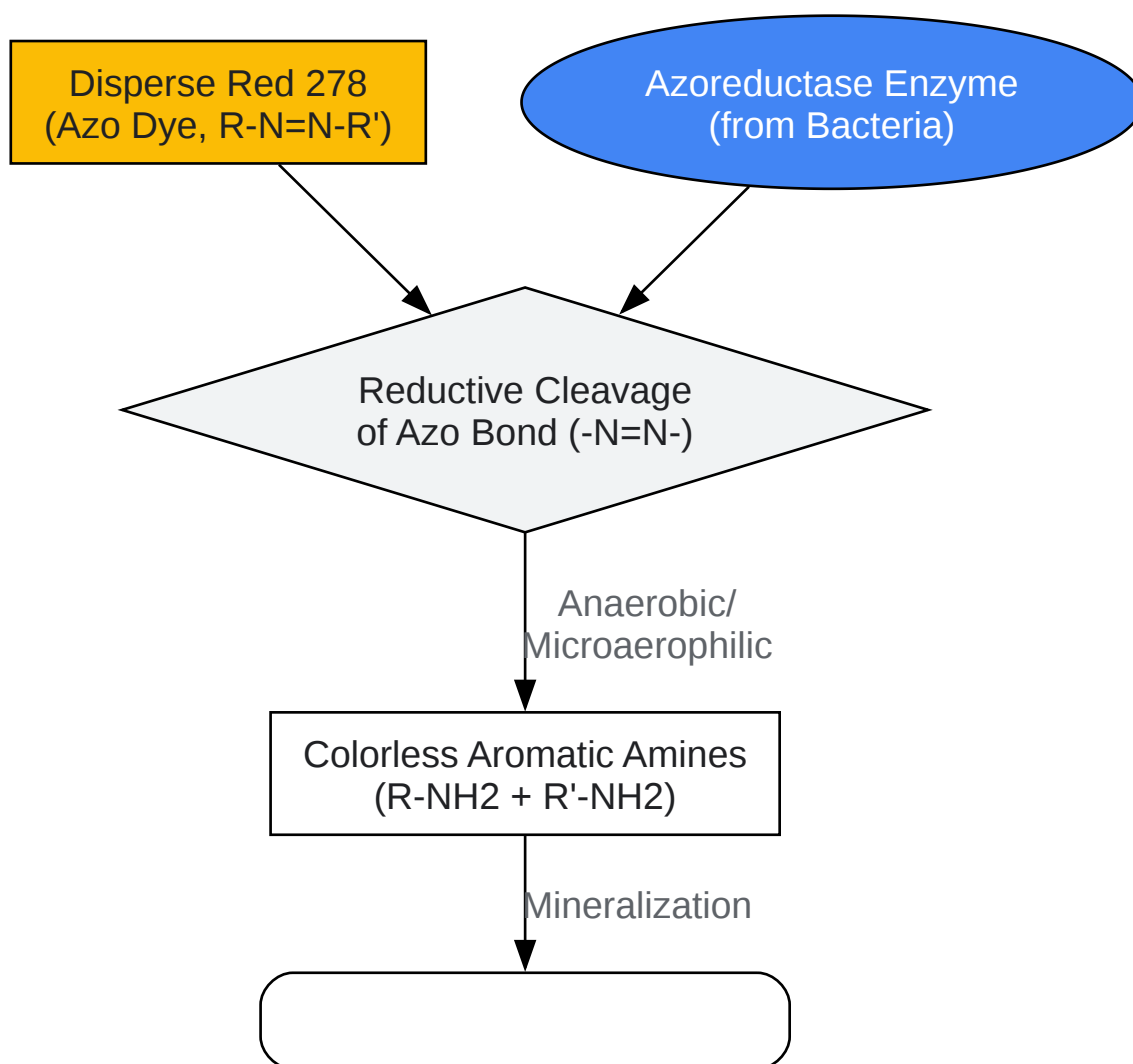 Disperse Red 278
(Azo Dye, R-N=N-R')
Azoreductase Enzyme
(from Bacteria)
Reductive Cleavage
of Azo Bond (-N=N-)
Anaerobic/
Microaerophilic
Colorless Aromatic Amines
(R-NH2 + R'-NH2)
Mineralization